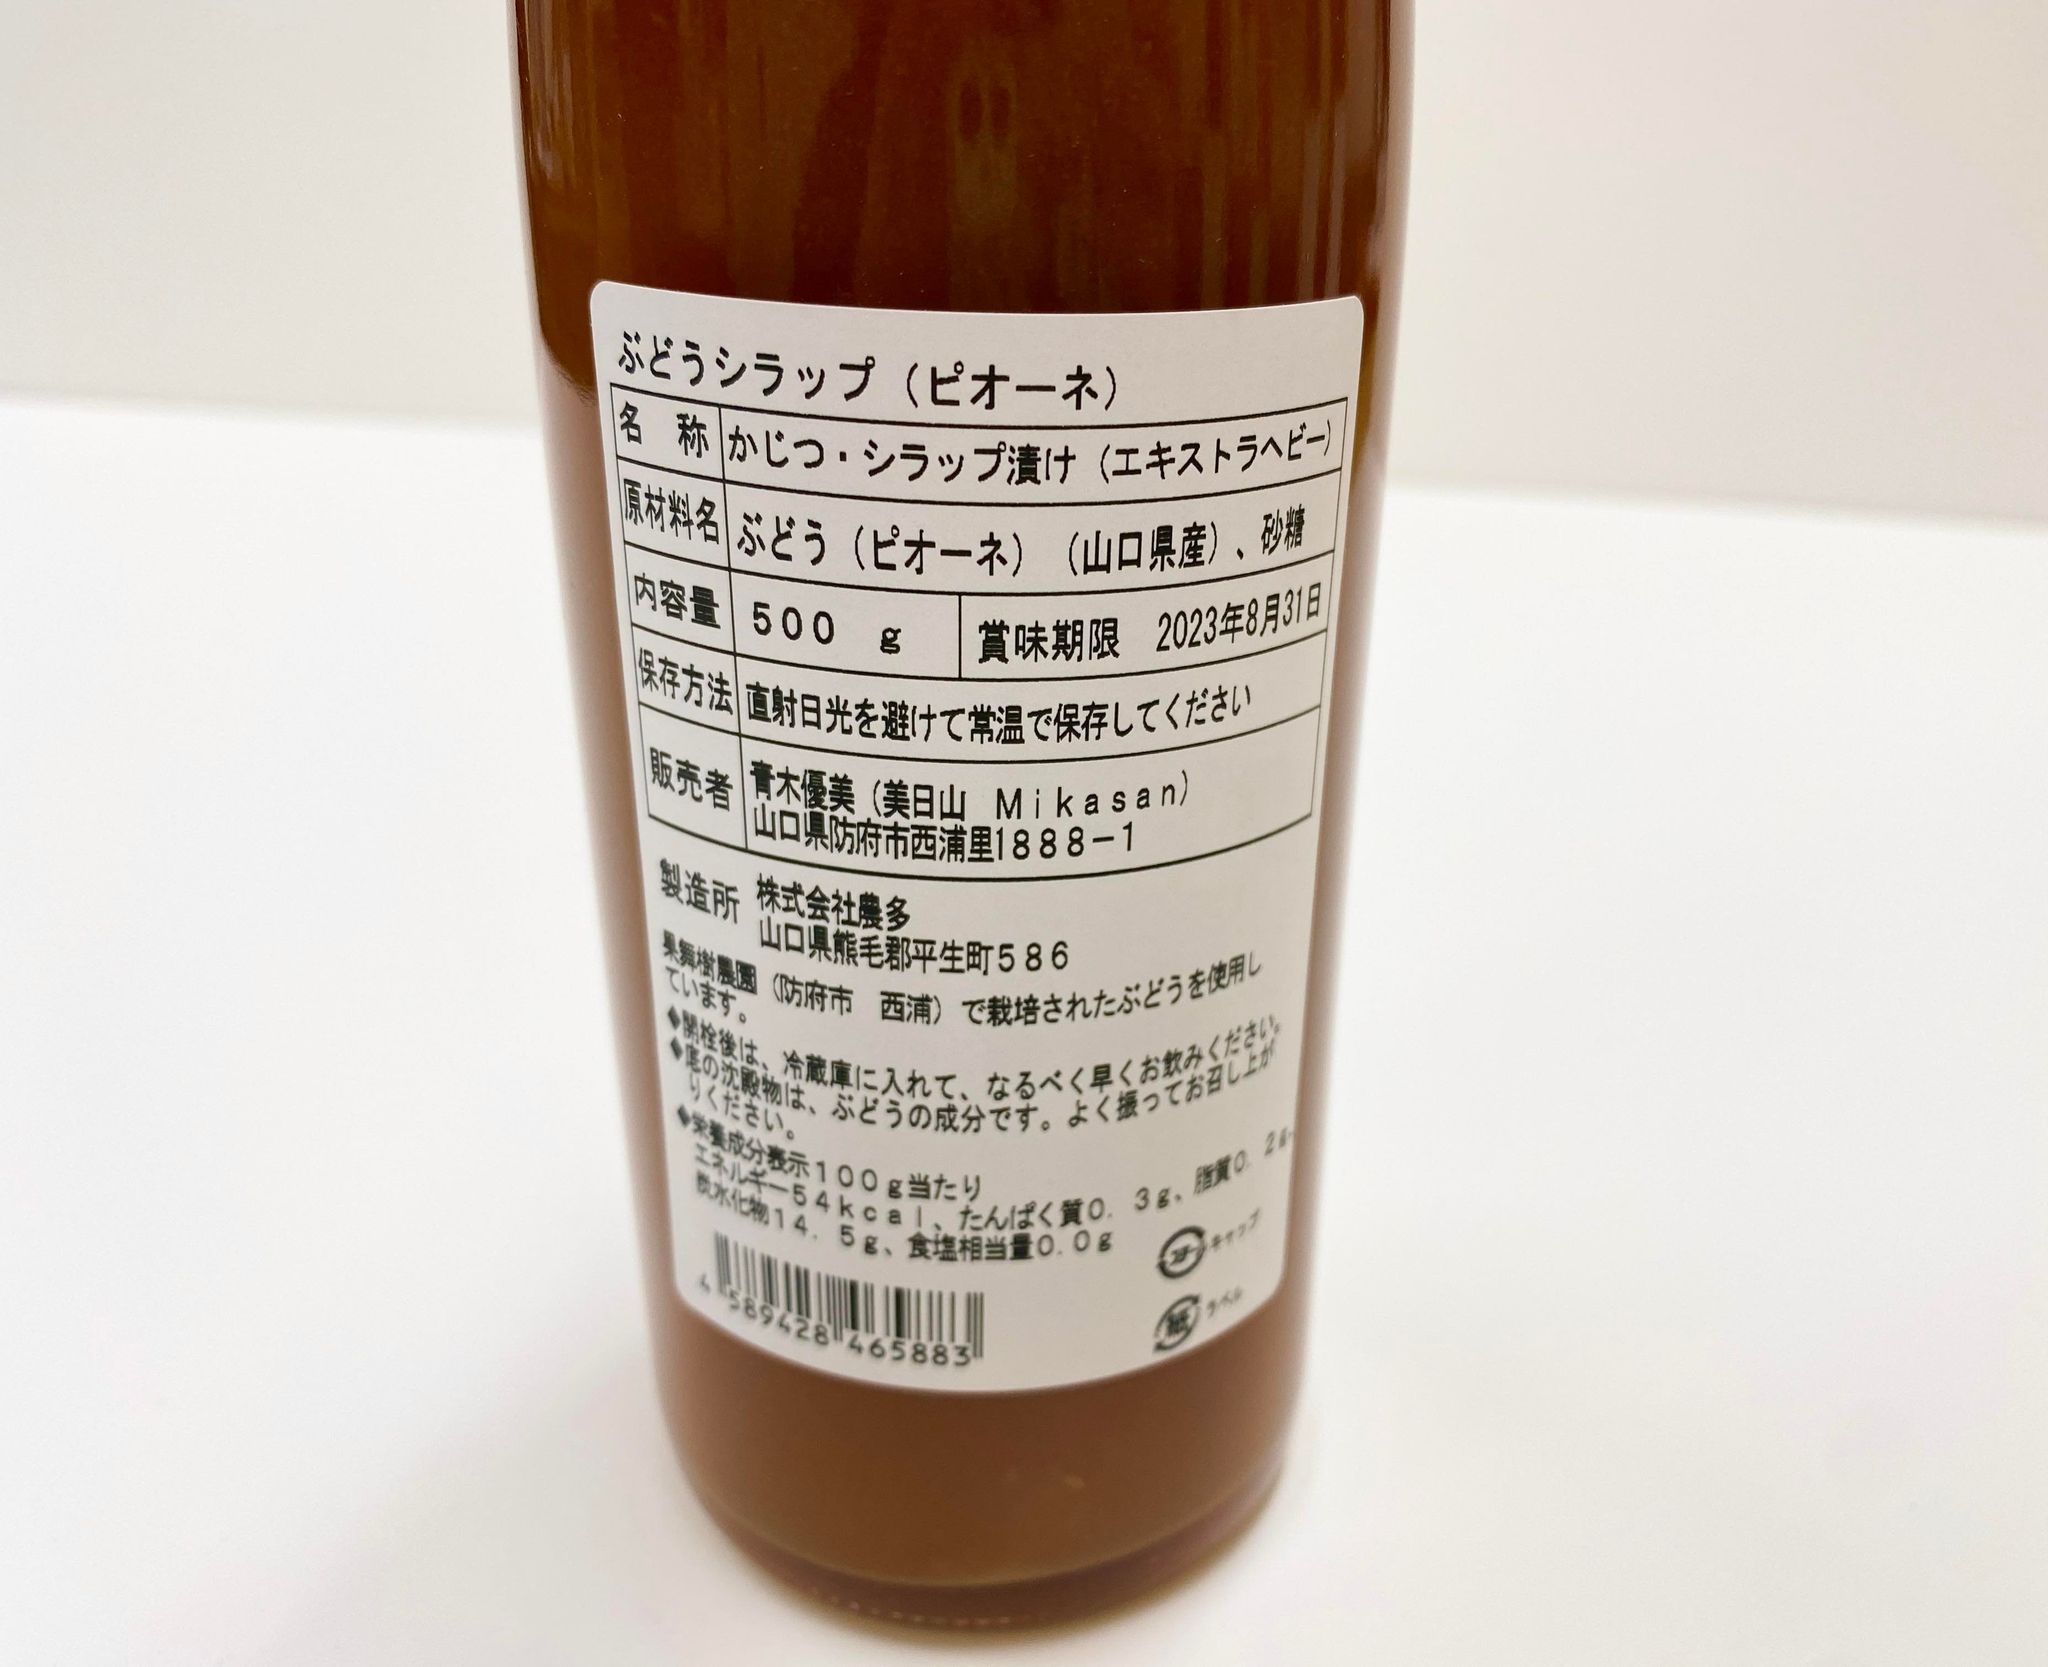 ぶどうシラップ（ピオーネ）
名　称 かじつ・シラップ漬け（エキストラヘビー）
原材料名 ぶどう（ピオーネ）（山口県産）、砂糖
内容量 ５００　ｇ 賞味期限　2023年8月31日
保存方法 直射日光を避けて常温で保存してください
販売者 青木優美（美日山　Ｍｉｋａｓａｎ）
山口県防府市西浦里1８８８－１
製造所 株式会社農多
山口県熊毛郡平生町５８６
果舞樹農園（防府市　西浦）で栽培されたぶどうを使用し
ています。
◆開栓後は、冷蔵庫に入れて、なるべく早くお飲みください。
◆底の沈殿物は、ぶどうの成分です。よく振ってお召し上が
りください。
◆栄養成分表示１００ｇ当たり
エネルギー５４ｋｃａｌ、たんぱく質０．３ｇ、脂質０．２ｇ、
炭水化物１４．５ｇ、食塩相当量０．０ｇ
キャップ
紙 ラベル
4 589428 465883